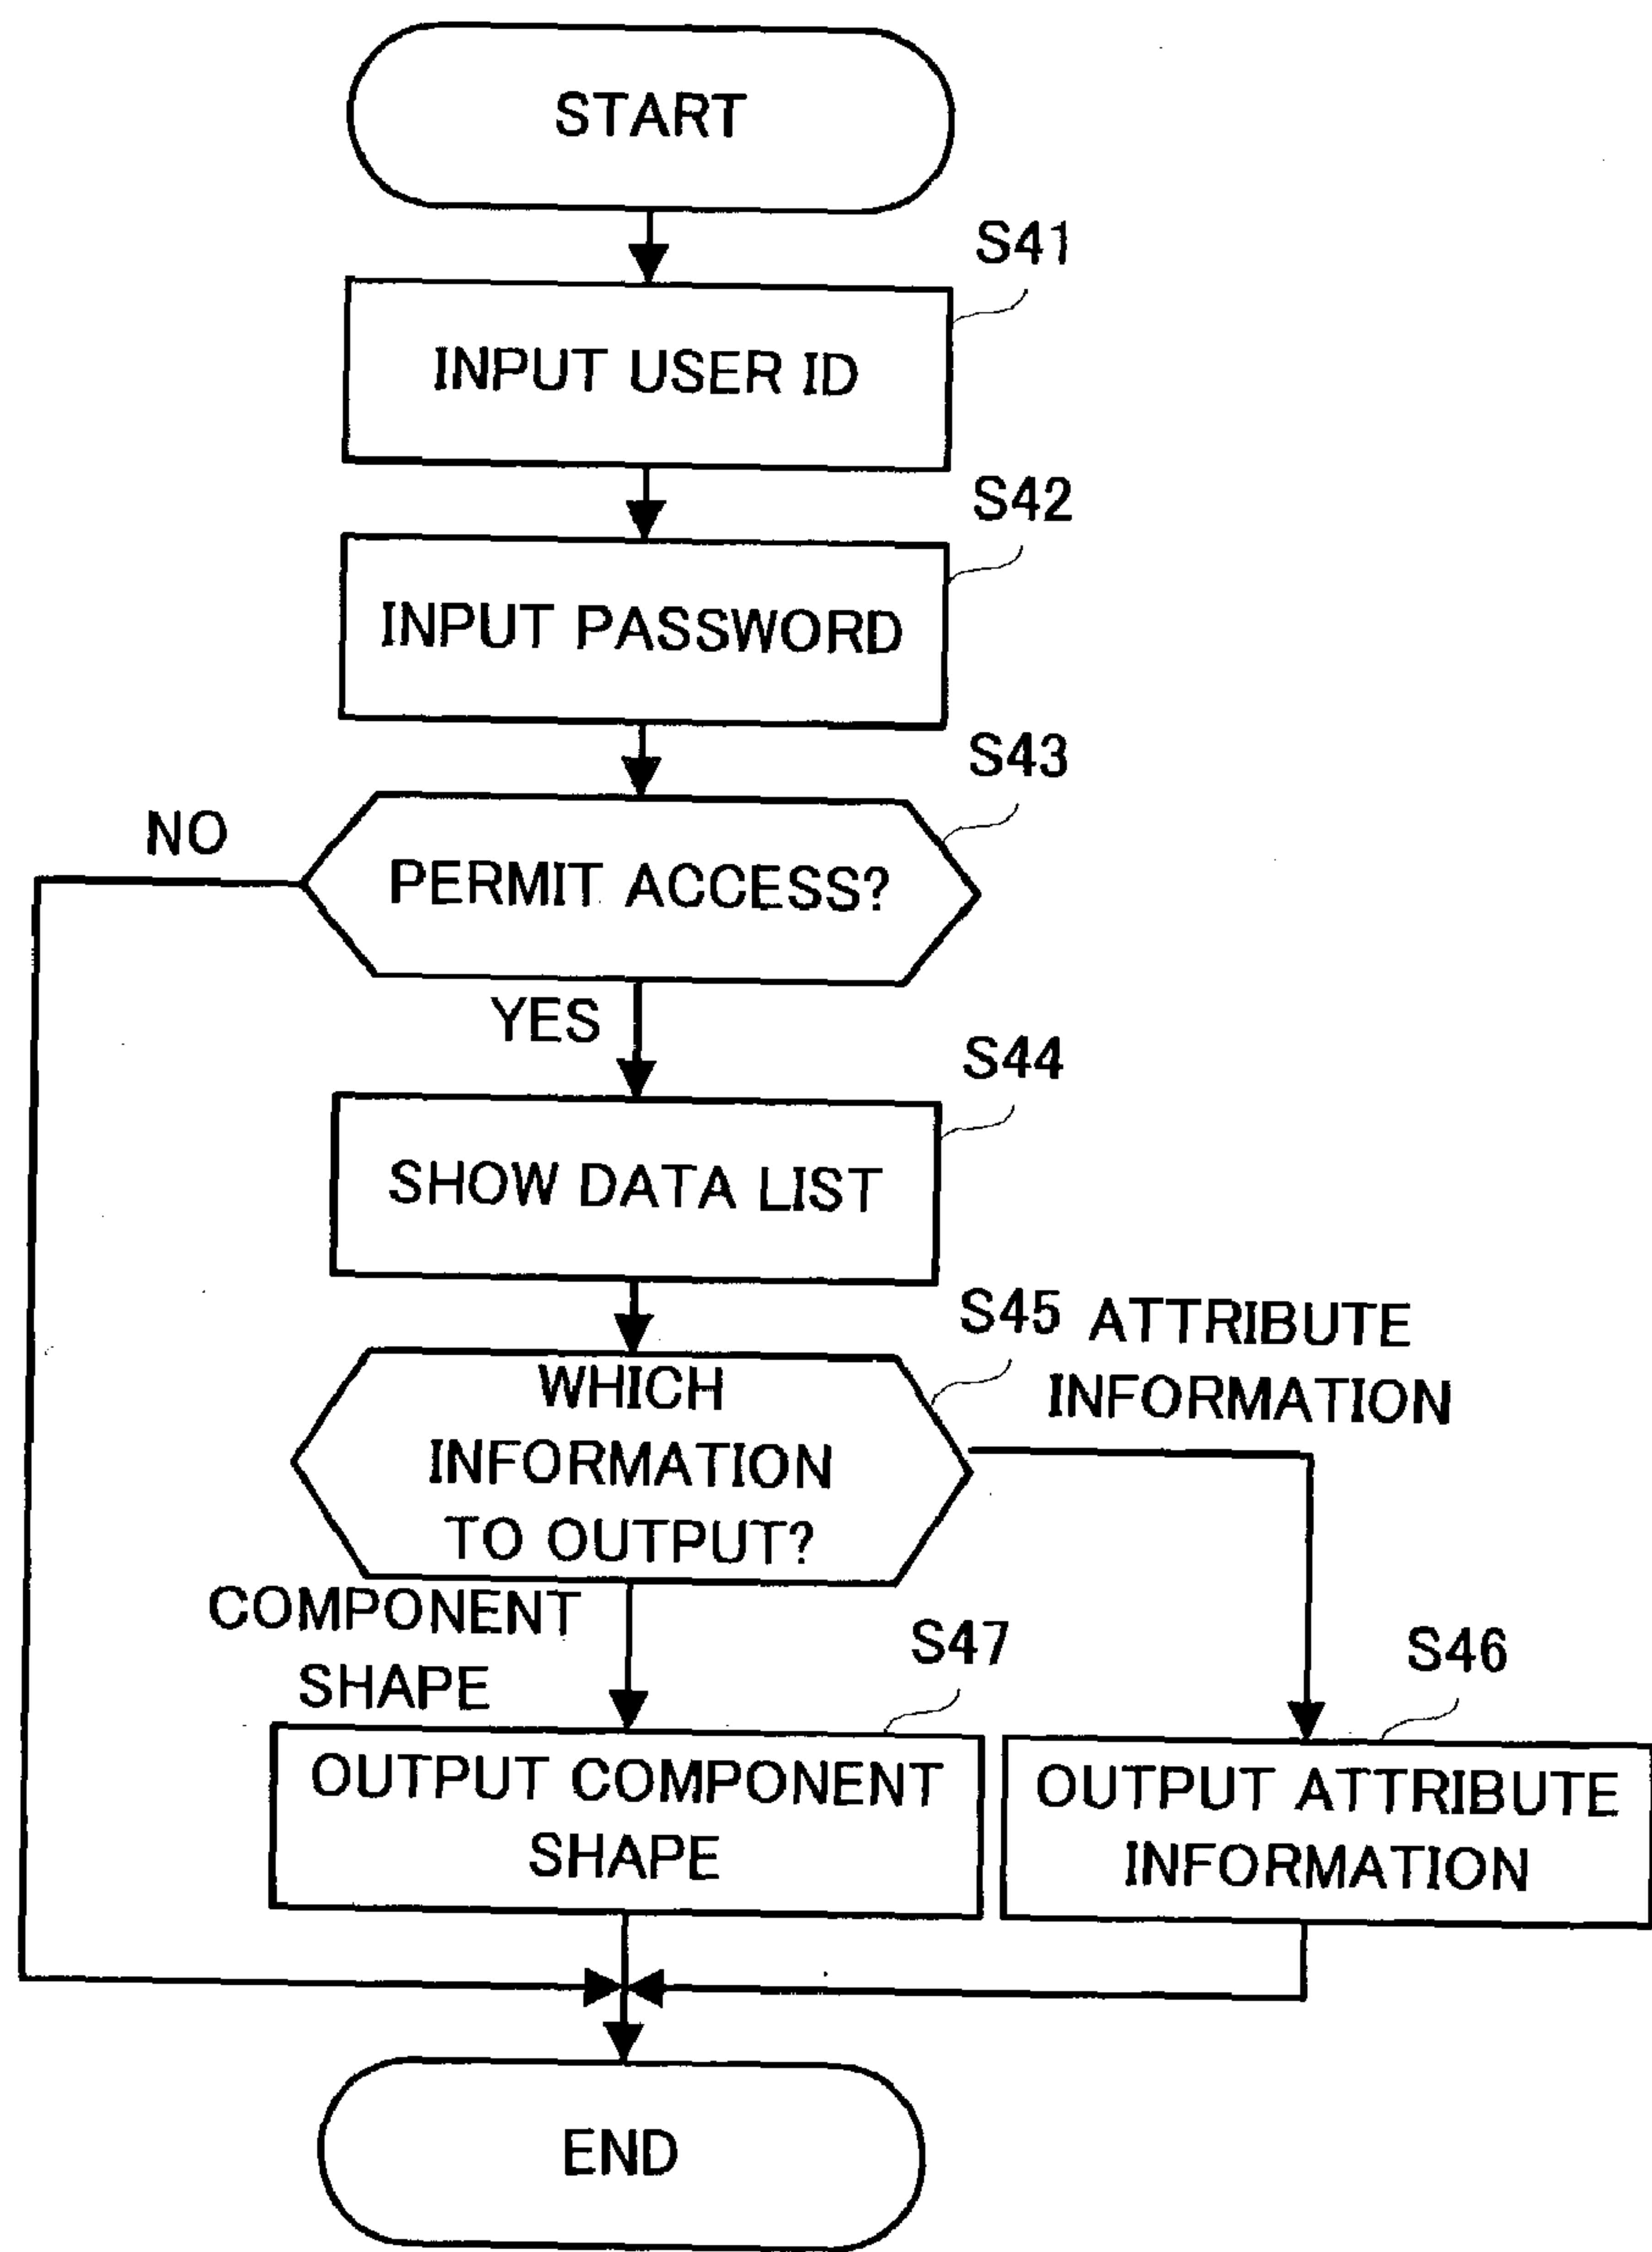 START
S41
INPUT USER ID
S42
INPUT PASSWORD
S43
NO
PERMIT ACCESS?
YES
S44
SHOW DATA LIST
S45
ATTRIBUTE
INFORMATION
WHICH
INFORMATION
TO OUTPUT?
COMPONENT
SHAPE
S47
S46
OUTPUT COMPONENT
SHAPE
OUTPUT ATTRIBUTE
INFORMATION
END